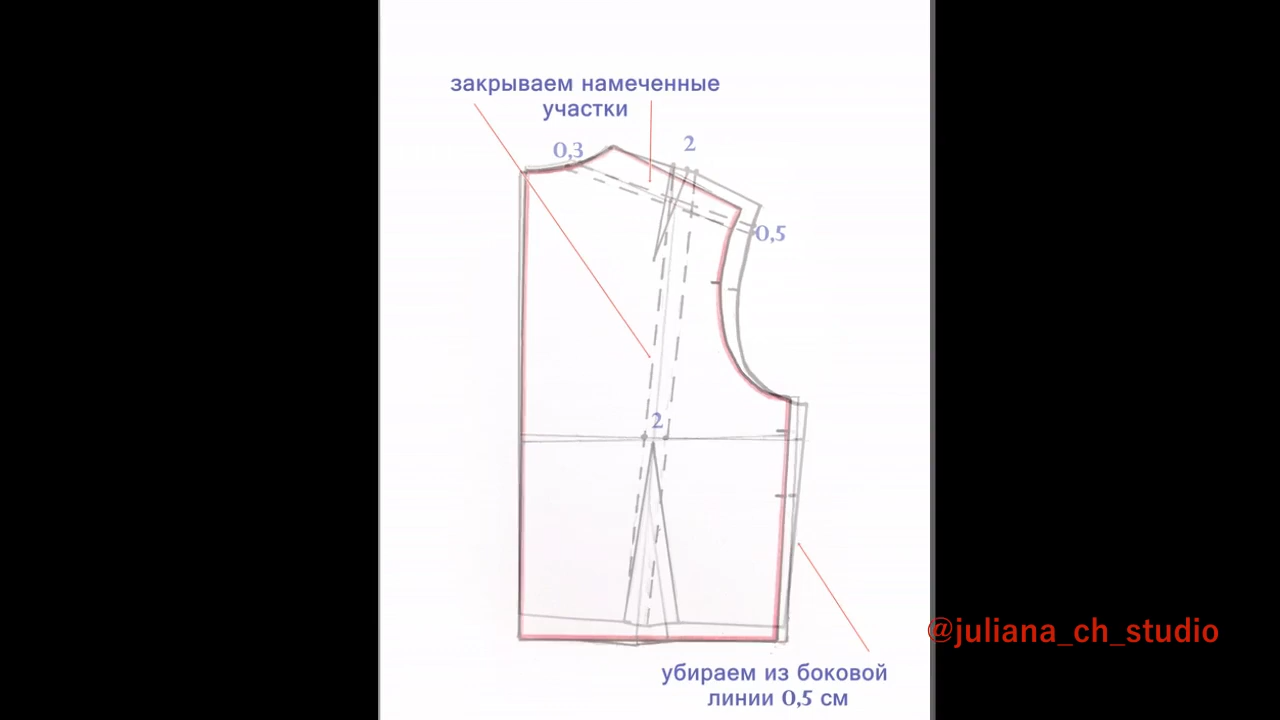 закрываем намеченные
участки
0,3
2
0,5
2
@juliana_ch_studio
убираем из боковой
линии 0,5 см